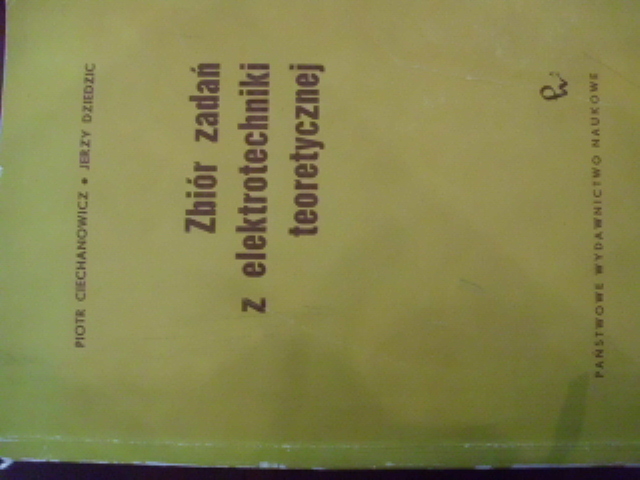 PIOTR CIECHANOWICZ • JERZY DZIEDZIC
Zbiór zadań
z elektrotechniki
teoretycznej
PAŃSTWOWE WYDAWNICTWO NAUKOWE